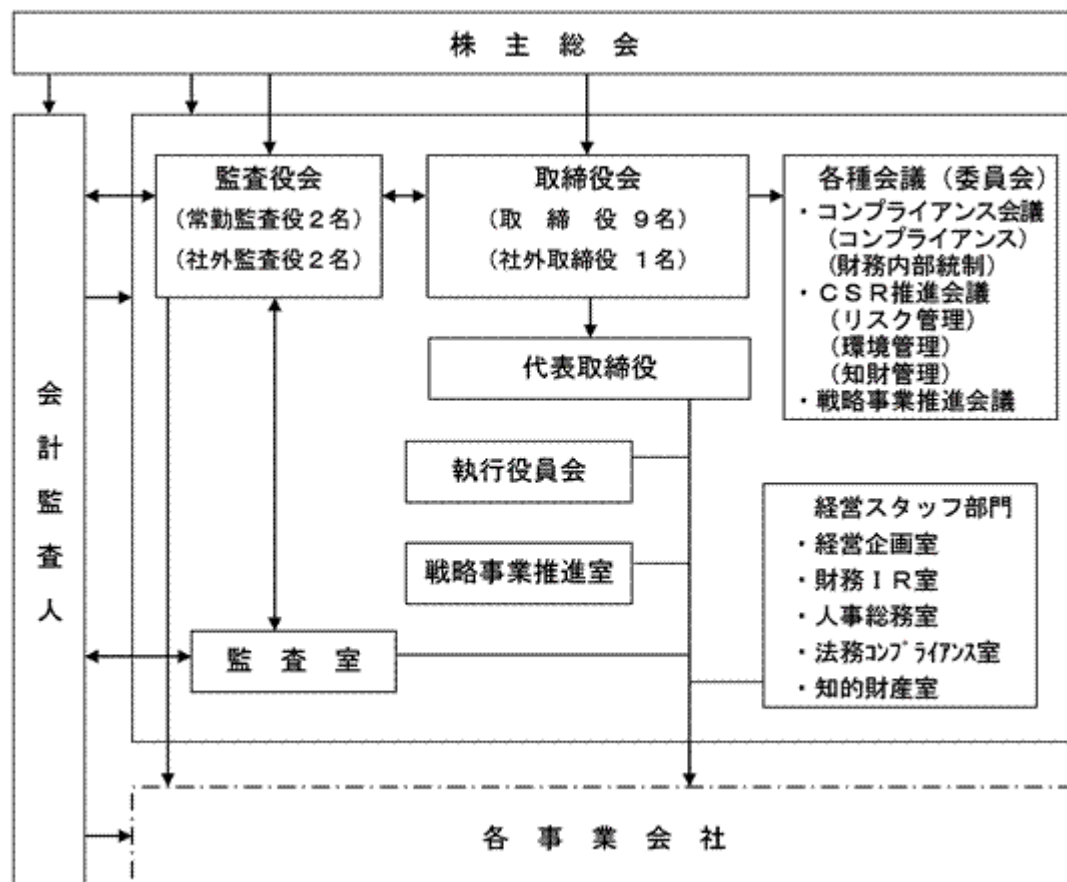 株主総会
会計監査人
監査役会
(常勤監査役2名)
(社外監査役2名)
取締役会
(取締役9名)
(社外取締役 1名)
各種会議(委員会)
・コンプライアンス会議
(コンプライアンス)
(財務内部統制)
・CSR推進会議
(リスク管理)
(環境管理)
(知財管理)
・戦略事業推進会議
代表取締役
執行役員会
戦略事業推進室
監査室
経営スタッフ部門
・経営企画室
・財務IR室
・人事総務室
・法務コンプライアンス室
・知的財産室
各事業会社